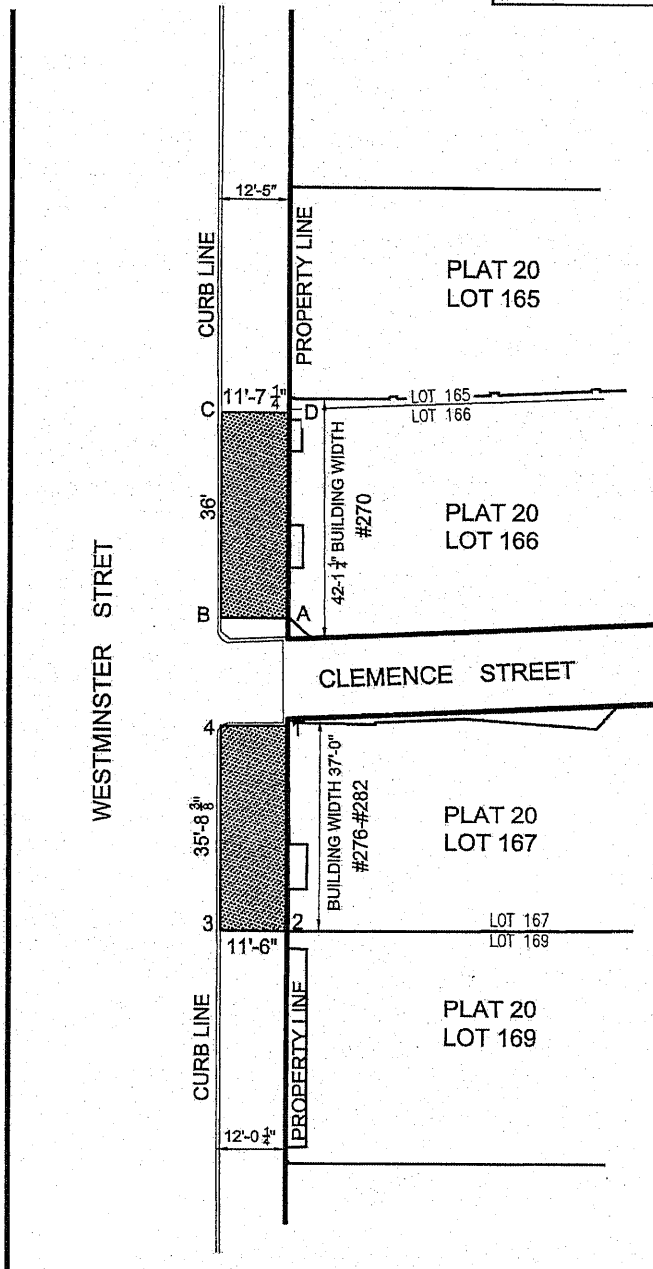 12'-5"
CURB LINE
PROPERTY LINE
PLAT 20
LOT 165
11'-7 1/4"
LOT 165
C
D
LOT 166
36'
42-1 1/4" BUILDING WIDTH
#270
PLAT 20
LOT 166
B
A
WESTMINSTER STRET
CLEMENCE STREET
4
1
35'-8 3/8"
BUILDING WIDTH 37'-0"
#276-#282
PLAT 20
LOT 167
3
2
LOT 167
11'-6"
LOT 169
CURB LINE
PROPERTY LINE
PLAT 20
LOT 169
12'-0 1/4"